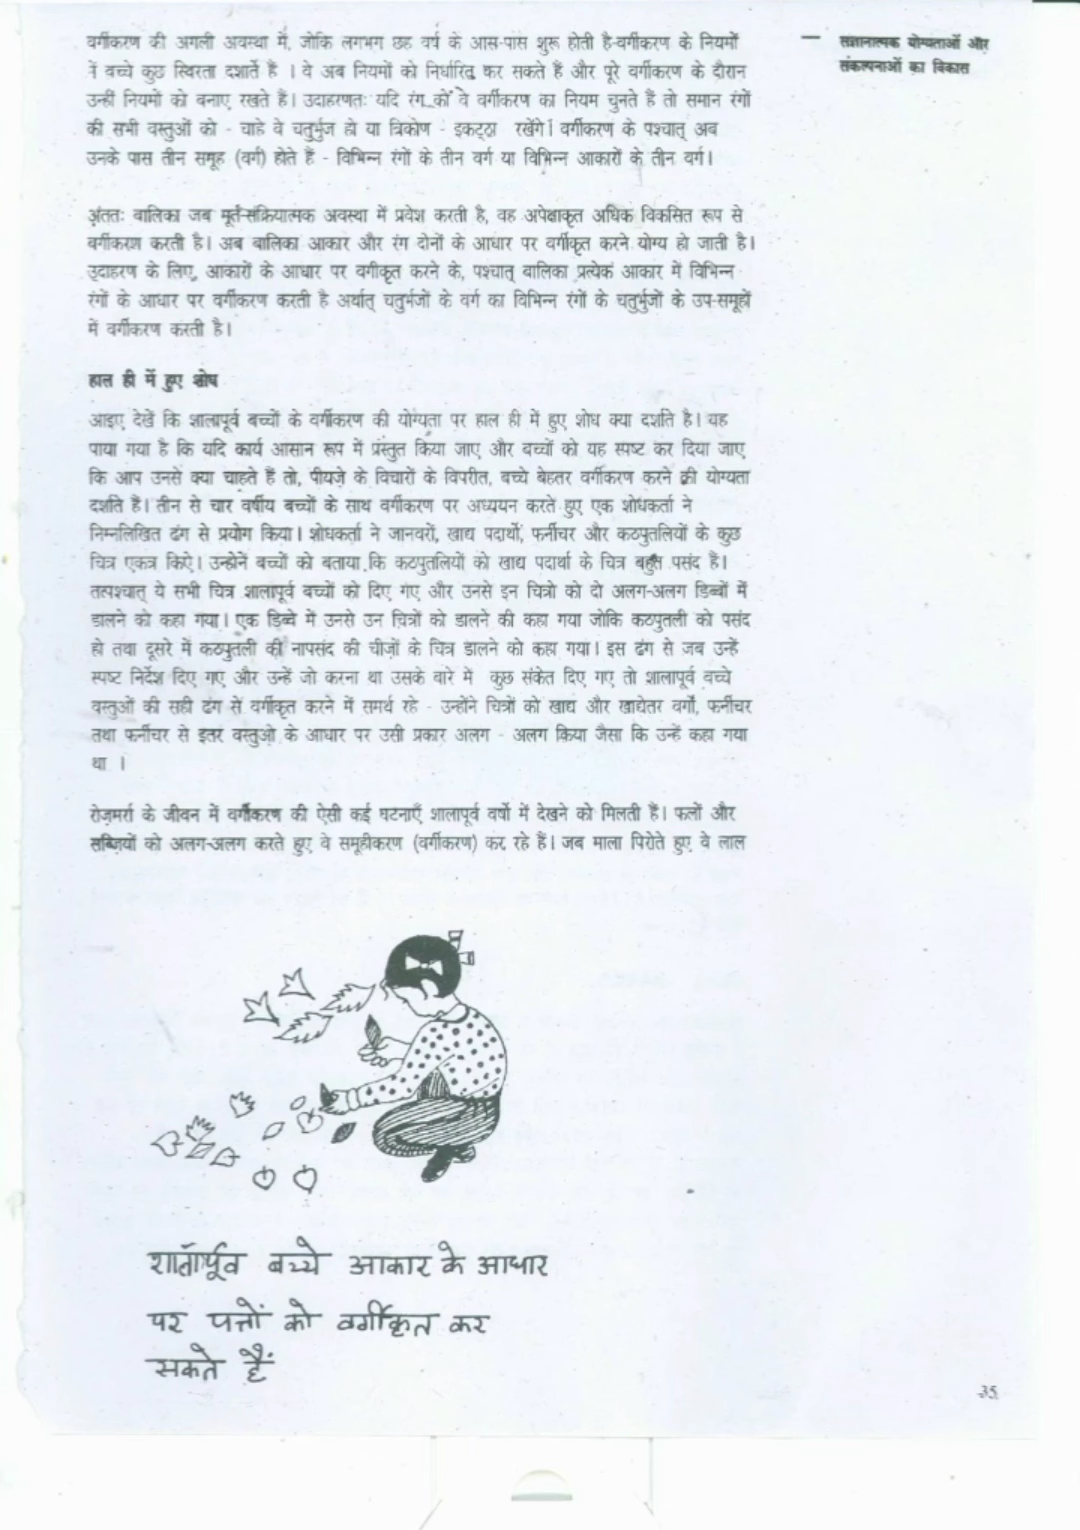 वर्गीकरण की अगली अवस्था में, जोकि लगभग छह वर्ष के आस-पास शुरू होती है-वर्गीकरण के नियमों
में बच्चे कुछ स्थिरता दर्शाते हैं । वे अब नियमों को निर्धारित कर सकते हैं और पूरे वर्गीकरण के दौरान
उन्हीं नियमों को बनाए रखते हैं। उदाहरणतः यदि रंग को वे वर्गीकरण का नियम चुनते हैं तो समान रंगों
की सभी वस्तुओं को - चाहे वे चतुर्भुज हो या त्रिकोण - इकट्ठा रखेंगे। वर्गीकरण के पश्चात् अब
उनके पास तीन समूह (वर्ग) होते हैं - विभिन्न रंगों के तीन वर्ग या विभिन्न आकारों के तीन वर्ग।
संज्ञानात्मक योग्यताओं और
संकल्पनाओं का विकास
अंततः बालिका जब मूर्त-संक्रियात्मक अवस्था में प्रवेश करती है, वह अपेक्षाकृत अधिक विकसित रूप से
वर्गीकरण करती है। अब बालिका आकार और रंग दोनों के आधार पर वर्गीकृत करने योग्य हो जाती है।
उदाहरण के लिए, आकारों के आधार पर वगीकृत करने के, पश्चात् बालिका प्रत्येक आकार में विभिन्न
रंगों के आधार पर वर्गीकरण करती है अर्थात् चतुर्भजों के वर्ग का विभिन्न रंगों के चतुर्भुजों के उप-समूहों
में वर्गीकरण करती है।
हाल ही में हुए शोध
आइए देखें कि शालापूर्व बच्चों के वर्गीकरण की योग्यता पर हाल ही में हुए शोध क्या दर्शाते है। यह
पाया गया है कि यदि कार्य आसान रूप में प्रस्तुत किया जाए और बच्चों को यह स्पष्ट कर दिया जाए
कि आप उनसे क्या चाहते हैं तो, पीयज़े के विचारों के विपरीत, बच्चे बेहतर वर्गीकरण करने की योग्यता
दर्शाते हैं। तीन से चार वर्षीय बच्चों के साथ वर्गीकरण पर अध्ययन करते हुए एक शोधकर्ता ने
निम्नलिखित ढंग से प्रयोग किया। शोधकर्ता ने जानवरों, खाद्य पदार्थों, फर्नीचर और कठपुतलियों के कुछ
चित्र एकत्र किऐ। उन्होनें बच्चों को बताया कि कठपुतलियों को खाद्य पदार्थो के चित्र बहुत पसंद हैं।
तत्पश्चात् ये सभी चित्र शालापूर्व बच्चों को दिए गए और उनसे इन चित्रो को दो अलग-अलग डिब्बों में
डालने को कहा गया। एक डिब्बे में उनसे उन चित्रों को डालने की कहा गया जोकि कठपुतली को पसंद
हो तथा दूसरे में कठपुतली की नापसंद की चीज़ों के चित्र डालने को कहा गया। इस ढंग से जब उन्हें
स्पष्ट निर्देश दिए गए और उन्हें जो करना था उसके बारे में कुछ संकेत दिए गए तो शालापूर्व बच्चे
वस्तुओं की सही ढंग से वर्गीकृत करने में समर्थ रहे - उन्होंने चित्रों को खाद्य और खाद्येतर वर्गों, फर्नीचर
तथा फर्नीचर से इतर वस्तुओ के आधार पर उसी प्रकार अलग - अलग किया जैसा कि उन्हें कहा गया
था ।
रोज़मर्रा के जीवन में वर्गीकरण की ऐसी कई घटनाएँ शालापूर्व वर्षो में देखने को मिलती हैं। फलों और
सब्ज़ियों को अलग-अलग करते हुए वे समूहीकरण (वर्गीकरण) कर रहे हैं। जब माला पिरोते हुए वे लाल
बच्चे आकार के आधार
पर पत्तों को वर्गीकृत कर
सकते हैं
35